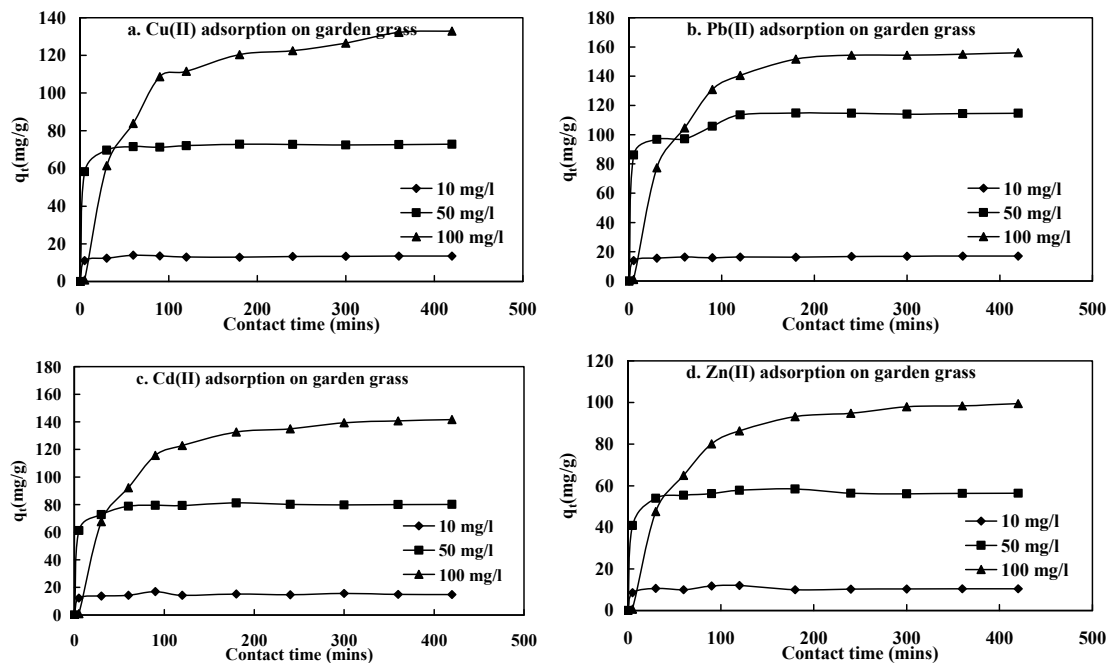 a. Cu(II) adsorption on garden grass
140
120
100
80
60
40
20
0
qt(mg/g)
10 mg/l
50 mg/l
100 mg/l
0 100 200 300 400 500
Contact time (mins)
b. Pb(II) adsorption on garden grass
180
160
140
120
100
80
60
40
20
0
qt(mg/g)
10 mg/l
50 mg/l
100 mg/l
0 100 200 300 400 500
Contact time (mins)
c. Cd(II) adsorption on garden grass
180
160
140
120
100
80
60
40
20
0
qt(mg/g)
10 mg/l
50 mg/l
100 mg/l
0 100 200 300 400 500
Contact time (mins)
d. Zn(II) adsorption on garden grass
120
100
80
60
40
20
0
qt(mg/g)
10 mg/l
50 mg/l
100 mg/l
0 100 200 300 400 500
Contact time (mins)